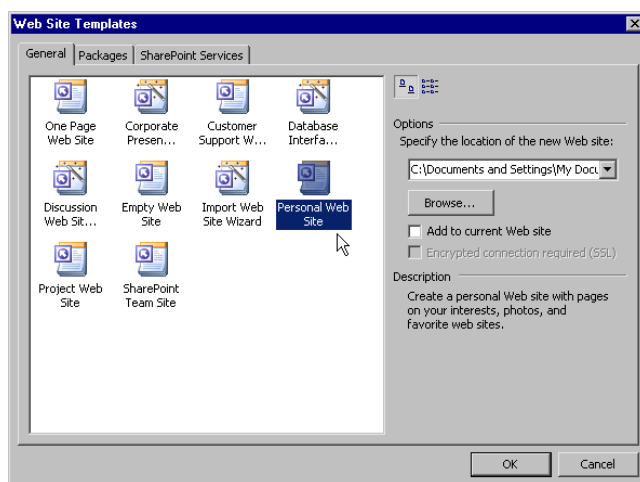 Web Site Templates
General
Packages
SharePoint Services
One Page
Web Site
Corporate
Presen...
Customer
Support W...
Database
Interfa...
Discussion
Web Sit...
Empty Web
Site
Import Web
Site Wizard
Personal Web
Site
Project Web
Site
SharePoint
Team Site
Options
Specify the location of the new Web site:
C:\Documents and Settings\My Docu
Browse...
Add to current Web site
Encrypted connection required (SSL)
Description
Create a personal Web site with pages
on your interests, photos, and
favorite web sites.
OK
Cancel